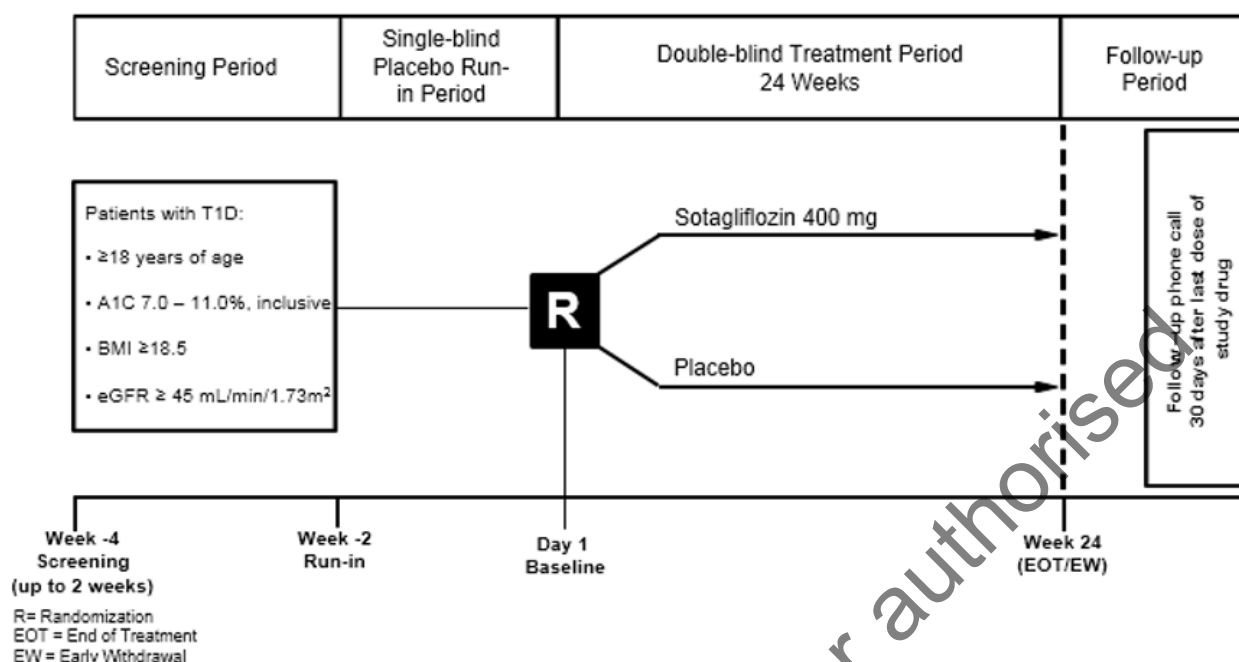 Screening Period
Single-blind
Placebo Run-
in Period
Double-blind Treatment Period
24 Weeks
Follow-up
Period
Patients with T1D:
• ≥18 years of age
• A1C 7.0 – 11.0%, inclusive
• BMI ≥18.5
• eGFR ≥ 45 mL/min/1.73m²
R
Sotagliflozin 400 mg
Placebo
Follow-up phone call
30 days after last dose of
study drug
Week -4
Screening
(up to 2 weeks)
Week -2
Run-in
Day 1
Baseline
Week 24
(EOT/EW)
R= Randomization
EOT = End of Treatment
EW = Early Withdrawal
r authorised